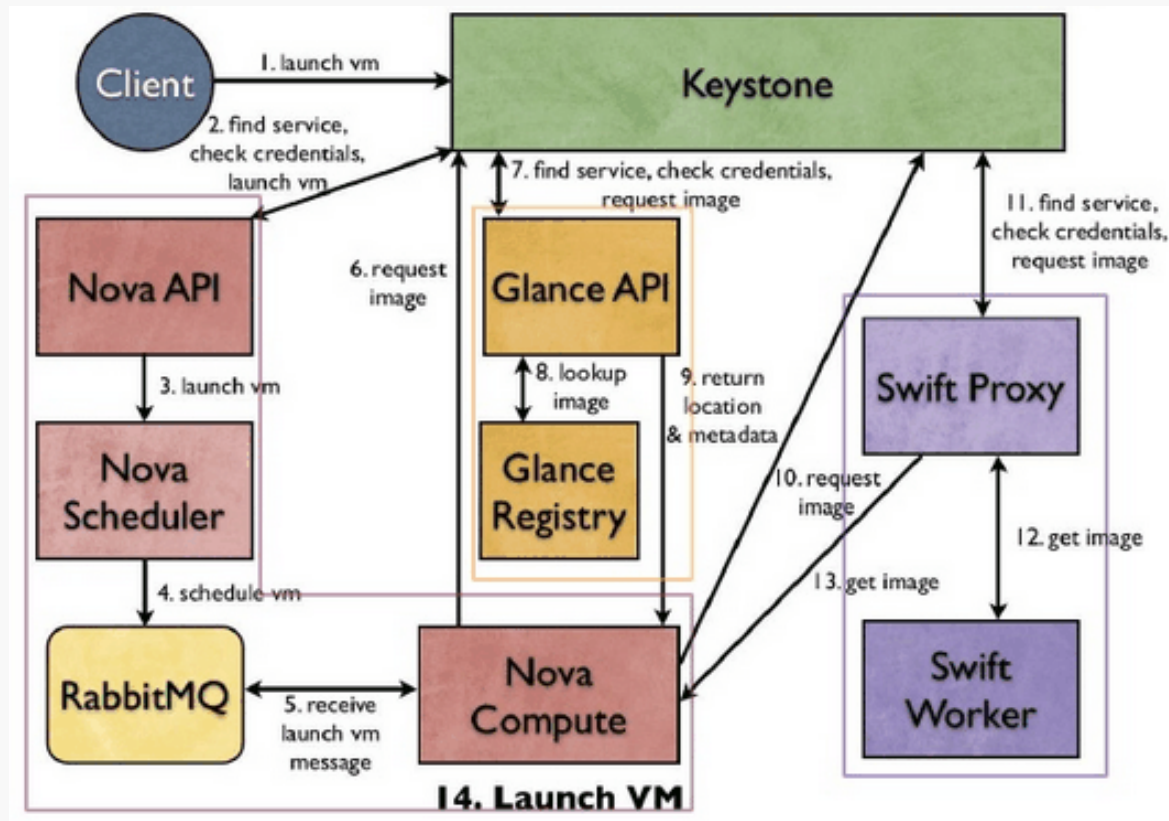 Client
1. launch vm
Keystone
2. find service,
check credentials,
launch vm
7. find service, check credentials,
request image
11. find service,
check credentials,
request image
Nova API
6. request
image
Glance API
3. launch vm
8. lookup
image
9. return
location
& metadata
Swift Proxy
Nova
Scheduler
Glance
Registry
10. request
image
12. get image
13. get image
4. schedule vm
RabbitMQ
5. receive
launch vm
message
Nova
Compute
Swift
Worker
14. Launch VM